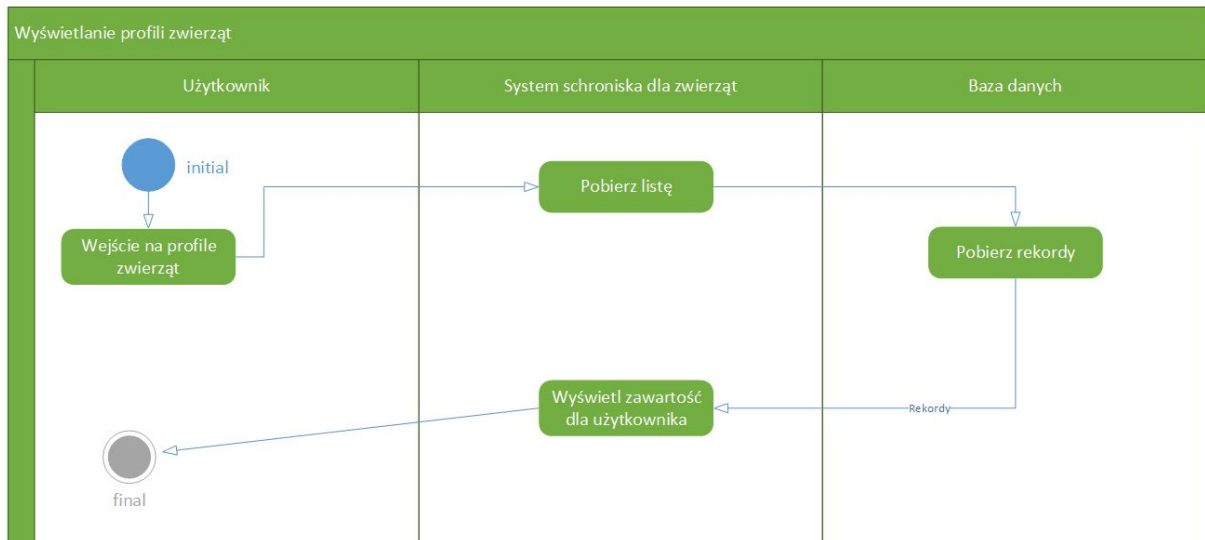 Wyświetlanie profili zwierząt
Użytkownik
System schroniska dla zwierząt
Baza danych
initial
Pobierz listę
Wejście na profile
zwierząt
Pobierz rekordy
Wyświetl zawartość
dla użytkownika
Rekordy
final